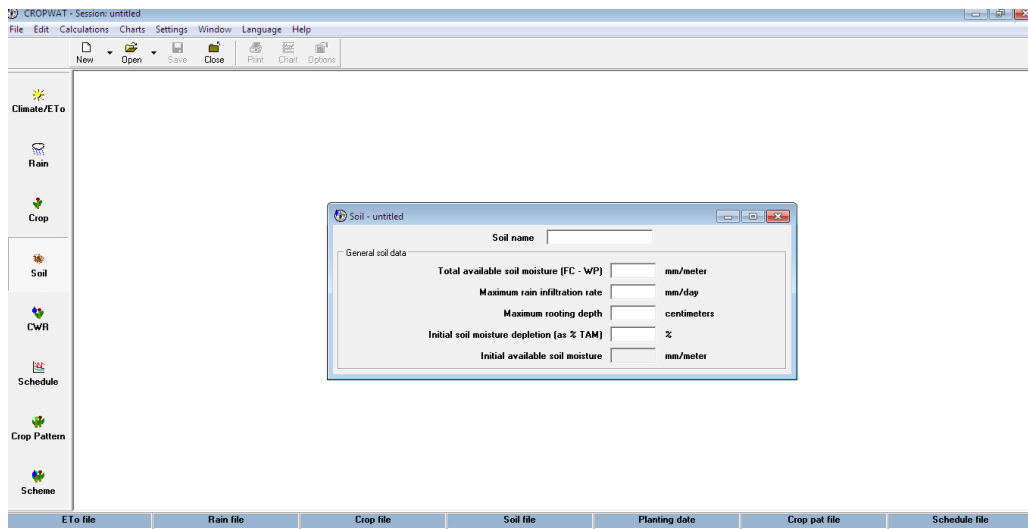 CROPWAT - Session: untitled
File Edit Calculations Charts Settings Window Language Help
New Open Save Close Print Chart Options
Climate/ETo
Rain
Crop
Soil
CWR
Schedule
Crop Pattern
Scheme
Soil - untitled
Soil name
General soil data
Total available soil moisture (FC - WP) mm/meter
Maximum rain infiltration rate mm/day
Maximum rooting depth centimeters
Initial soil moisture depletion (as % TAM) %
Initial available soil moisture mm/meter
ETo file Rain file Crop file Soil file Planting date Crop pat file Schedule file